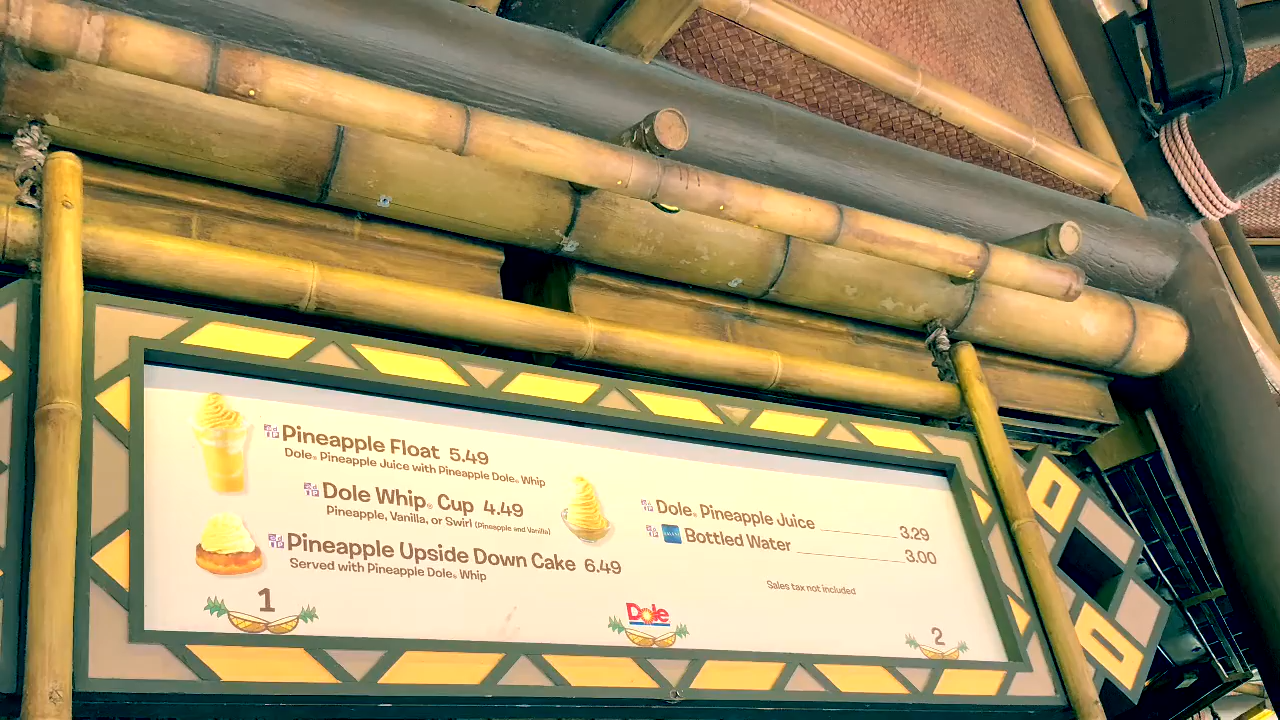 Pineapple Float 5.49
Dole® Pineapple Juice with Pineapple Dole® Whip
Dole Whip® Cup 4.49
Pineapple, Vanilla, or Swirl (Pineapple and Vanilla)
Pineapple Upside Down Cake 6.49
Served with Pineapple Dole® Whip
Dole® Pineapple Juice 3.29
Bottled Water 3.00
Sales tax not included
1
Dole
2